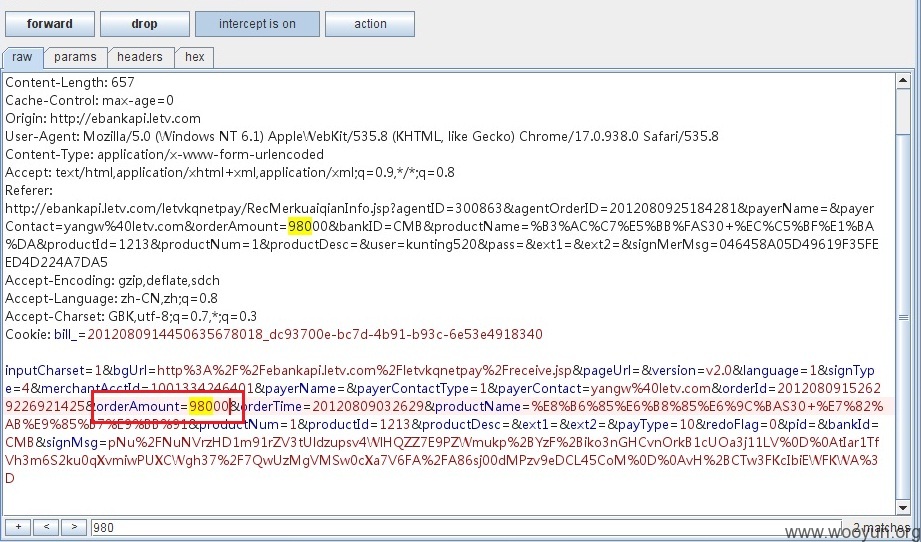 forward drop intercept is on action
raw params headers hex
Content-Length: 657
Cache-Control: max-age=0
Origin: http://ebankapi.letv.com
User-Agent: Mozilla/5.0 (Windows NT 6.1) AppleWebKit/535.8 (KHTML, like Gecko) Chrome/17.0.938.0 Safari/535.8
Content-Type: application/x-www-form-urlencoded
Accept: text/html,application/xhtml+xml,application/xml;q=0.9,*/*;q=0.8
Referer:
http://ebankapi.letv.com/letvkqnetpay/RecMerkuaiqianInfo.jsp?agentID=300863&agentOrderID=2012080925184281&payerName=&payer
Contact=yangw%40letv.com&orderAmount=98000&bankID=CMB&productName=%B3%AC%C7%E5%BB%FAS30+%EC%C5%BF%E1%BA
%DA&productId=1213&productNum=1&productDesc=&user=kunting520&pass=&ext1=&ext2=&signMerMsg=046458A05D49619F35FE
ED4D224A7DA5
Accept-Encoding: gzip,deflate,sdch
Accept-Language: zh-CN,zh;q=0.8
Accept-Charset: GBK,utf-8;q=0.7,*;q=0.3
Cookie: bill_=2012080914450635678018_dc93700e-bc7d-4b91-b93c-6e53e4918340
inputCharset=1&bgUrl=http%3A%2F%2Febankapi.letv.com%2Fletvkqnetpay%2Freceive.jsp&pageUrl=&version=v2.0&language=1&signTyp
e=4&merchantAcctId=1001334246401&payerName=&payerContactType=1&payerContact=yangw%40letv.com&orderId=201208091526​2
9226921425&orderAmount=98000&orderTime=20120809032629&productName=%E8%B6%85%E6%B8%85%E6%9C%BAS30+%E7%82%
AB%E9%85%B7%E9%BB%91&productNum=1&productId=1213&productDesc=&ext1=&ext2=&payType=10&redoFlag=0&pid=&bankId=
CMB&signMsg=pNu%2FNuNVrzHD1m91rZV3tUldzupsv4WlHQZZ7E9PZWmukp%2BYzF%2Biko3nGHCvnOrkB1cUOa3j11LV%0D%0AtIar1Tf
Vh3m6S2ku0qXvmiwPUXCWgh37%2F7QwUzMgVMSw0cXa7V6FA%2FA86sj00dMPzv9eDCL45CoM%0D%0AvH%2BCTw3FKcIbiEWFKWA%3
D
+ < > 980 2 matches
www.wooyun.org